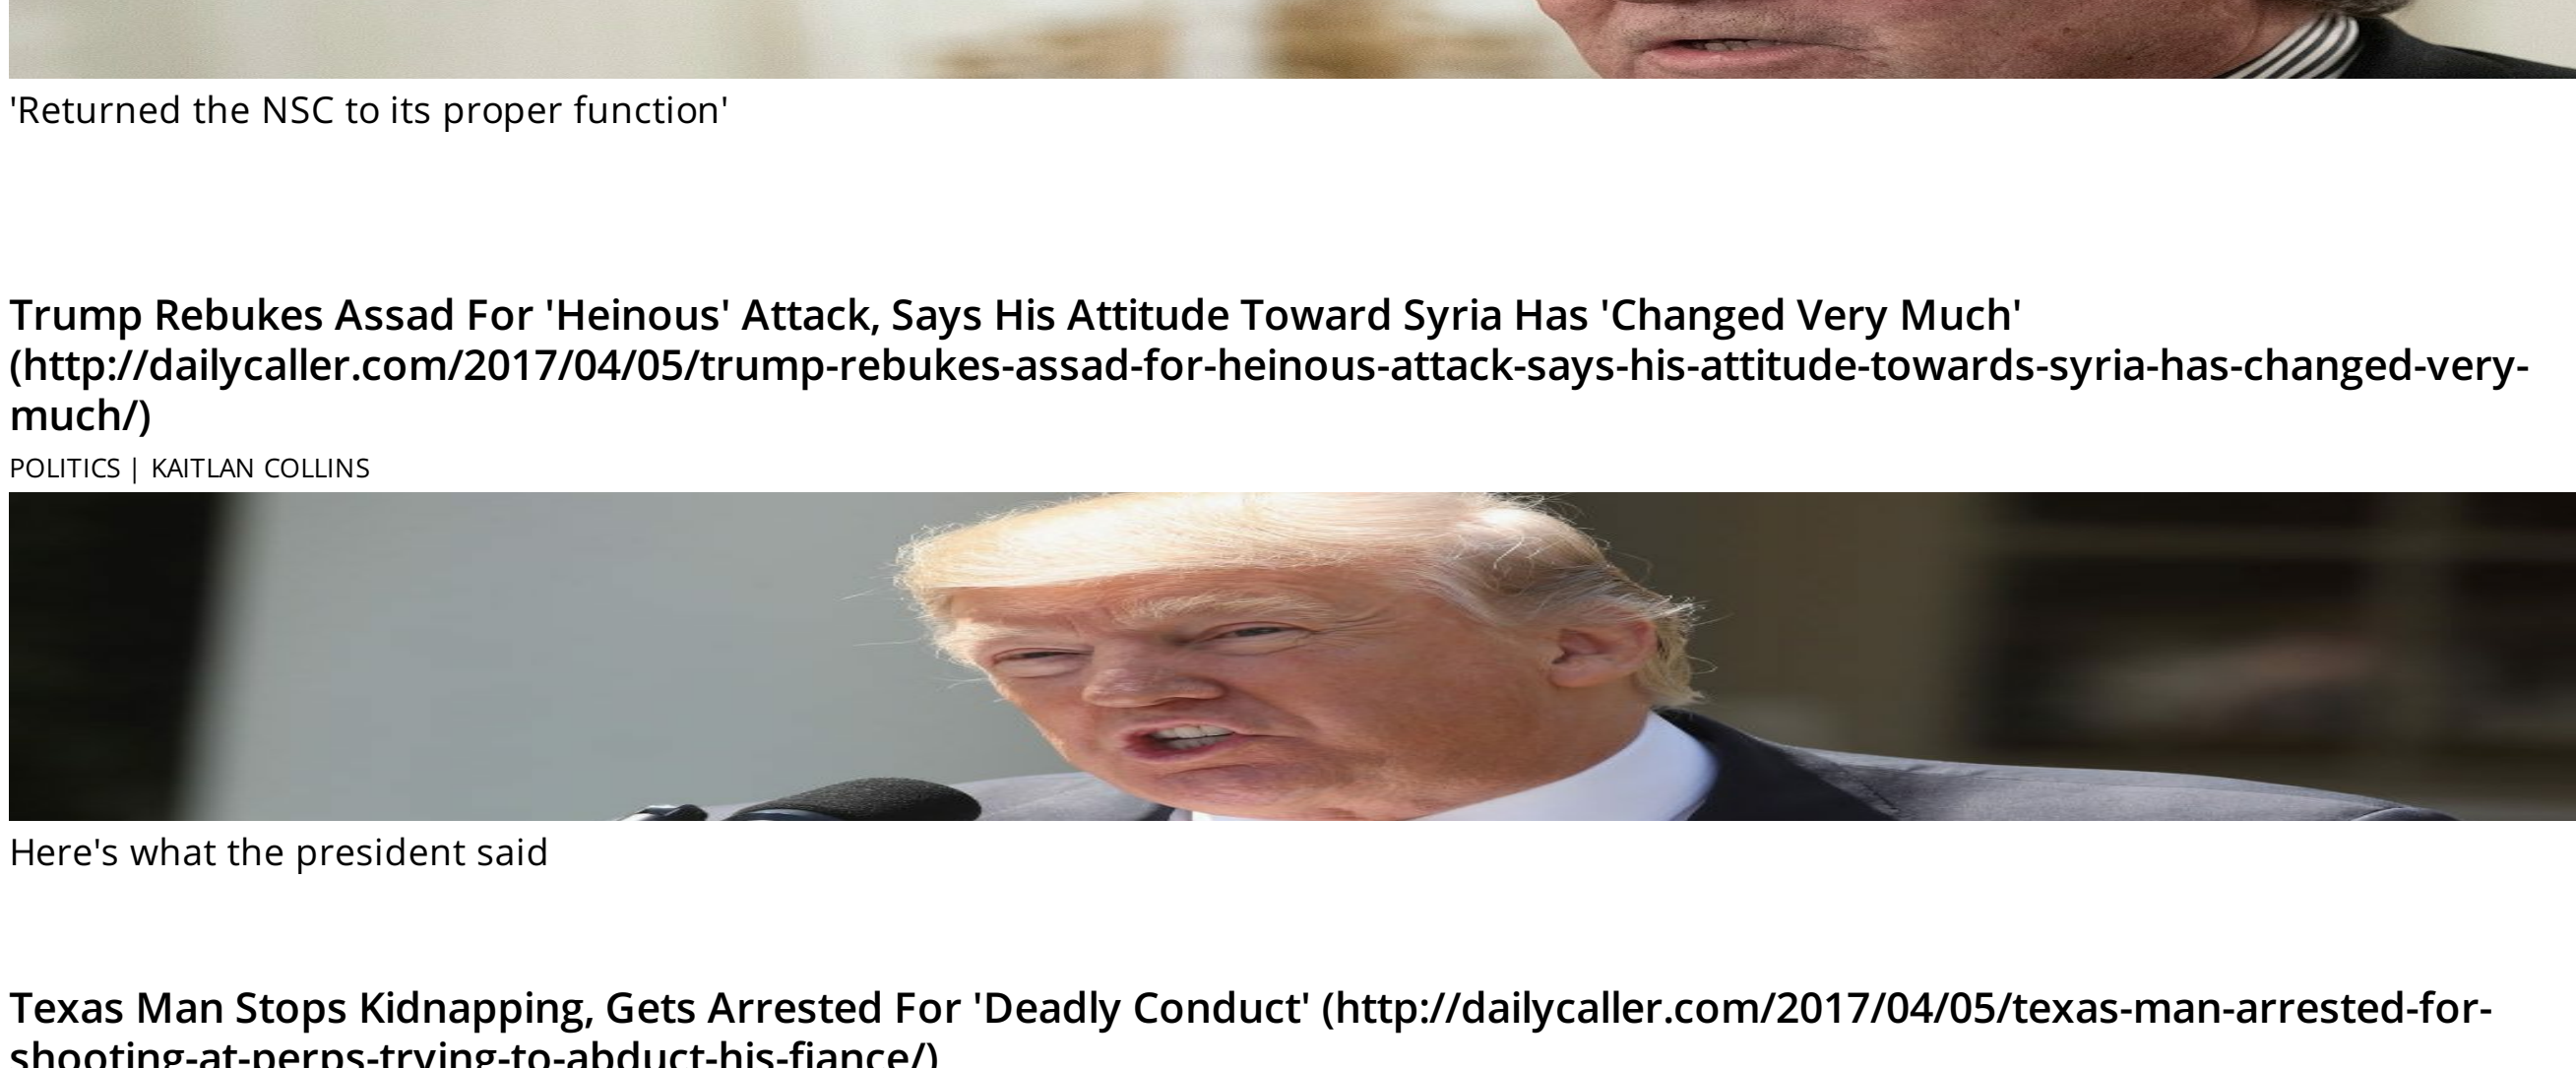 'Returned the NSC to its proper function'
Trump Rebukes Assad For 'Heinous' Attack, Says His Attitude Toward Syria Has 'Changed Very Much'
(http://dailycaller.com/2017/04/05/trump-rebukes-assad-for-heinous-attack-says-his-attitude-towards-syria-has-changed-very-
much/)
POLITICS | KAITLAN COLLINS
Here's what the president said
Texas Man Stops Kidnapping, Gets Arrested For 'Deadly Conduct' (http://dailycaller.com/2017/04/05/texas-man-arrested-for-
shooting-at-perps-trying-to-abduct-his-fiance/)